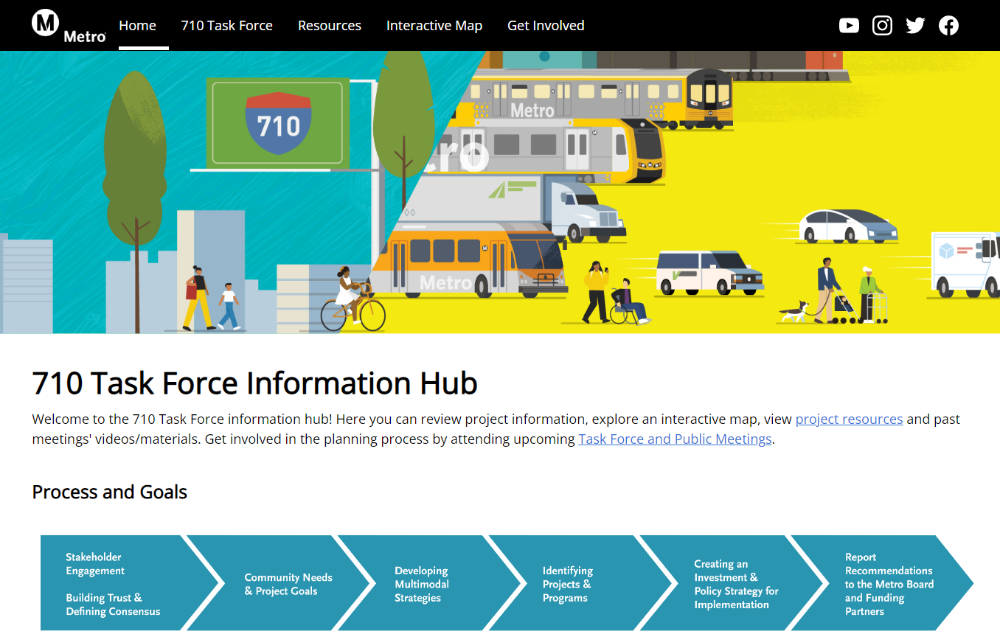 M Metro
Home
710 Task Force
Resources
Interactive Map
Get Involved
710
Metro
tro
Metro
710 Task Force Information Hub
Welcome to the 710 Task Force information hub! Here you can review project information, explore an interactive map, view project resources and past
meetings' videos/materials. Get involved in the planning process by attending upcoming Task Force and Public Meetings.
Process and Goals
Stakeholder
Engagement
Building Trust &
Defining Consensus
Community Needs
& Project Goals
Developing
Multimodal
Strategies
Identifying
Projects &
Programs
Creating an
Investment &
Policy Strategy for
Implementation
Report
Recommendations
to the Metro Board
and Funding
Partners